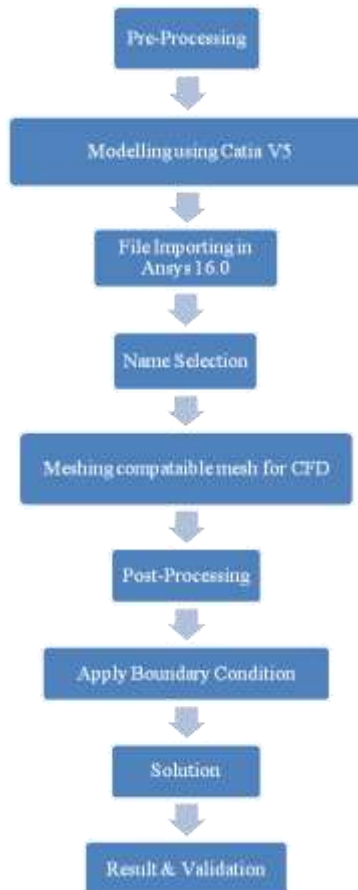 Pre-Processing
Modelling using Catia V5
File Importing in
Ansys 16.0
Name Selection
Meshing compataible mesh for CFD
Post-Processing
Apply Boundary Condition
Solution
Result & Validation